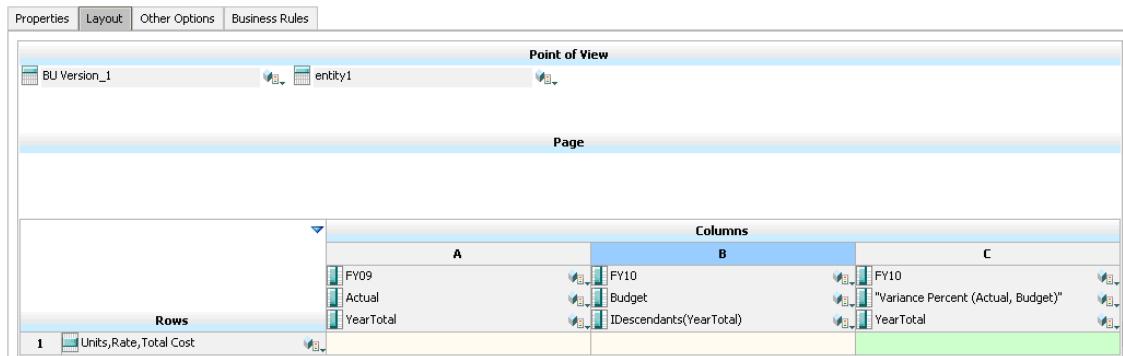 Properties Layout Other Options Business Rules
Point of View
BU Version_1 entity1
Page
Columns
A B C
FY09 FY10 FY10
Actual Budget "Variance Percent (Actual, Budget)"
Rows YearTotal IDescendants(YearTotal) YearTotal
1 Units,Rate,Total Cost